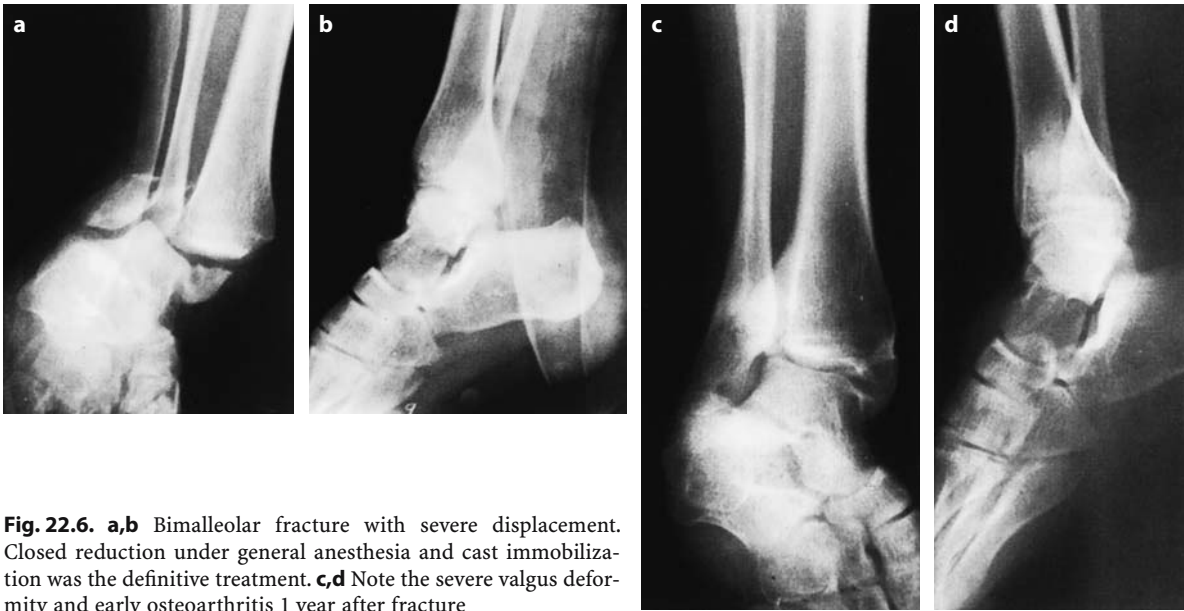 a
b
c
d
Fig. 22.6. a,b Bimalleolar fracture with severe displacement.
Closed reduction under general anesthesia and cast immobiliza-
tion was the definitive treatment. c,d Note the severe valgus defor-
mity and early osteoarthritis 1 year after fracture